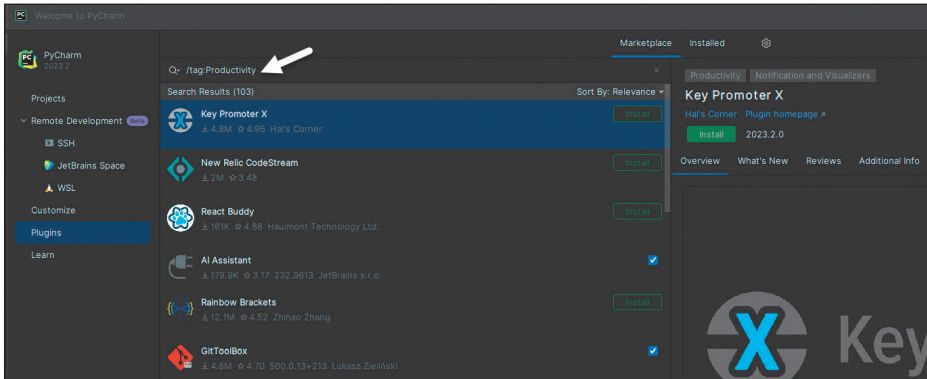 PC Welcome to PyCharm
PC PyCharm
2023.2
Projects
Remote Development Beta
SSH
JetBrains Space
WSL
Customize
Plugins
Learn
Marketplace Installed
/tag:Productivity
Search Results (103) Sort By: Relevance
Key Promoter X Install
4.8M 4.95 Hal's Corner
New Relic CodeStream Install
2M 3.48
React Buddy Install
161K 4.88 Haulmont Technology Ltd.
AI Assistant
179.9K 3.17 232.9613 JetBrains s.r.o.
Rainbow Brackets Install
12.1M 4.52 Zhihao Zhang
GitToolBox
4.8M 4.70 500.0.13+213 Łukasz Zieliński
Productivity Notification and Visualizers
Key Promoter X
Hal's Corner Plugin homepage
Install 2023.2.0
Overview What's New Reviews Additional Info
X Key